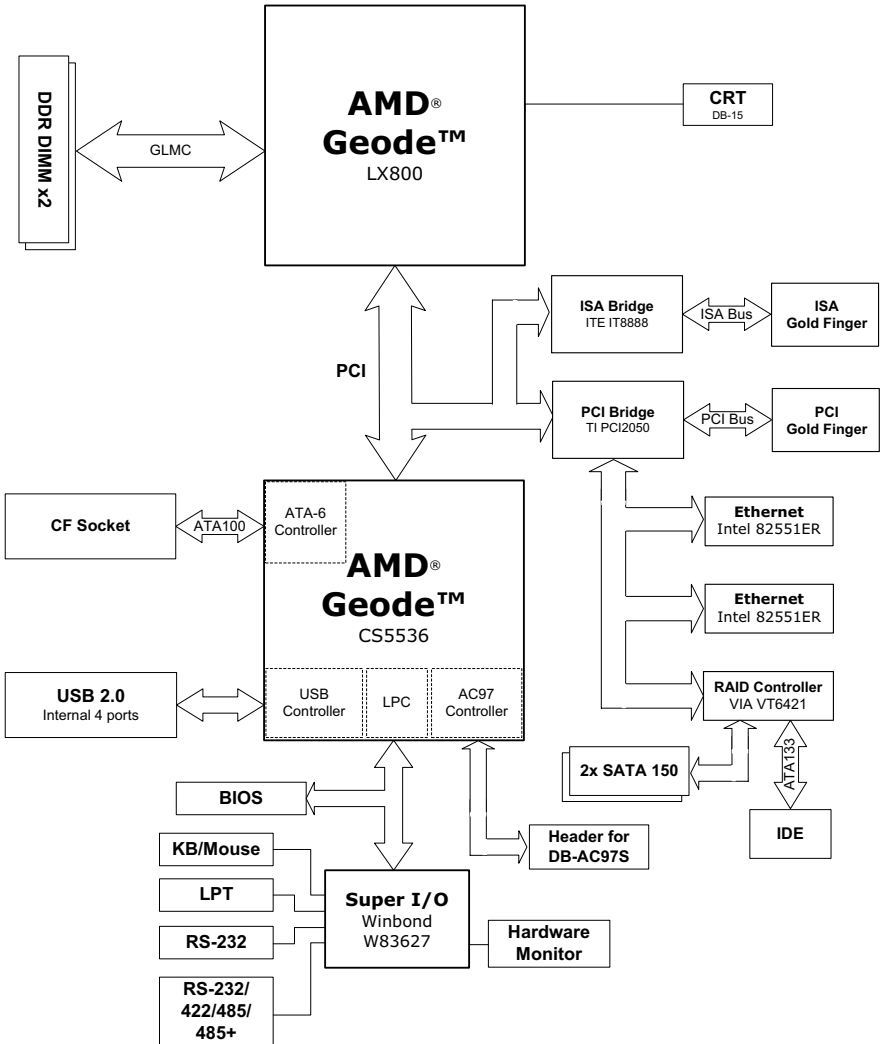 AMD®
Geode™
LX800
CRT
DB-15
DDR DIMM x2
GLMC
PCI
ISA Bridge
ITE IT8888
ISA Bus
ISA
Gold Finger
PCI Bridge
TI PCI2050
PCI Bus
PCI
Gold Finger
CF Socket
ATA100
ATA-6
Controller
AMD®
Geode™
CS5536
Ethernet
Intel 82551ER
Ethernet
Intel 82551ER
USB 2.0
Internal 4 ports
USB
Controller
LPC
AC97
Controller
RAID Controller
VIA VT6421
2x SATA 150
ATA133
IDE
BIOS
Header for
DB-AC97S
KB/Mouse
LPT
RS-232
RS-232/
422/485/
485+
Super I/O
Winbond
W83627
Hardware
Monitor